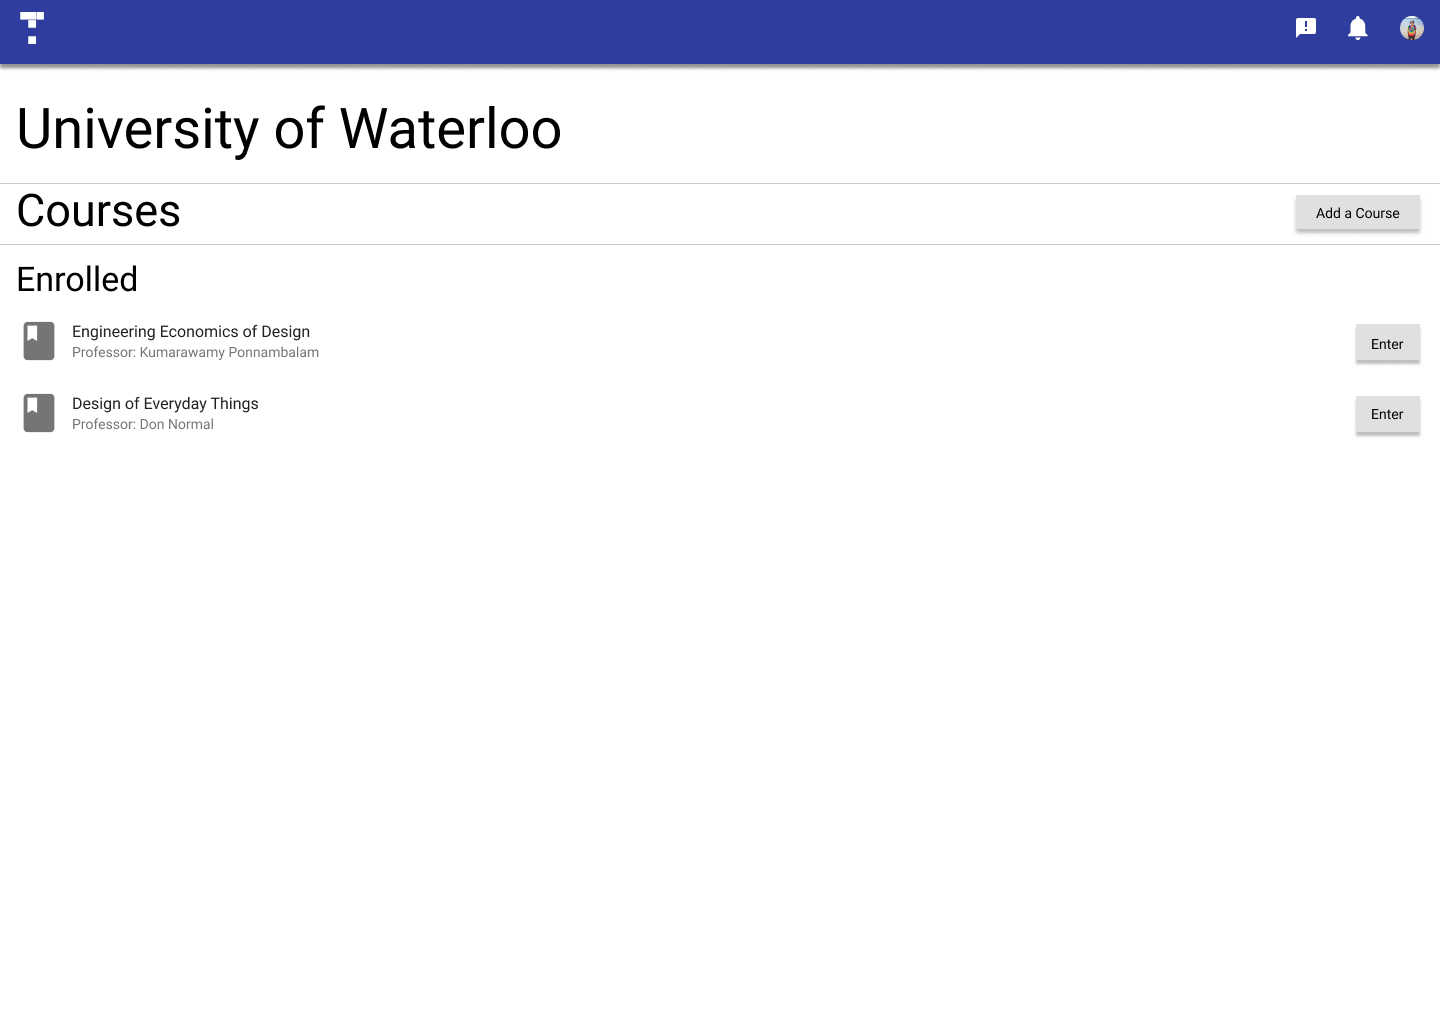 University of Waterloo
Courses
Add a Course
Enrolled
Engineering Economics of Design
Professor: Kumarawamy Ponnambalam
Enter
Design of Everyday Things
Professor: Don Normal
Enter